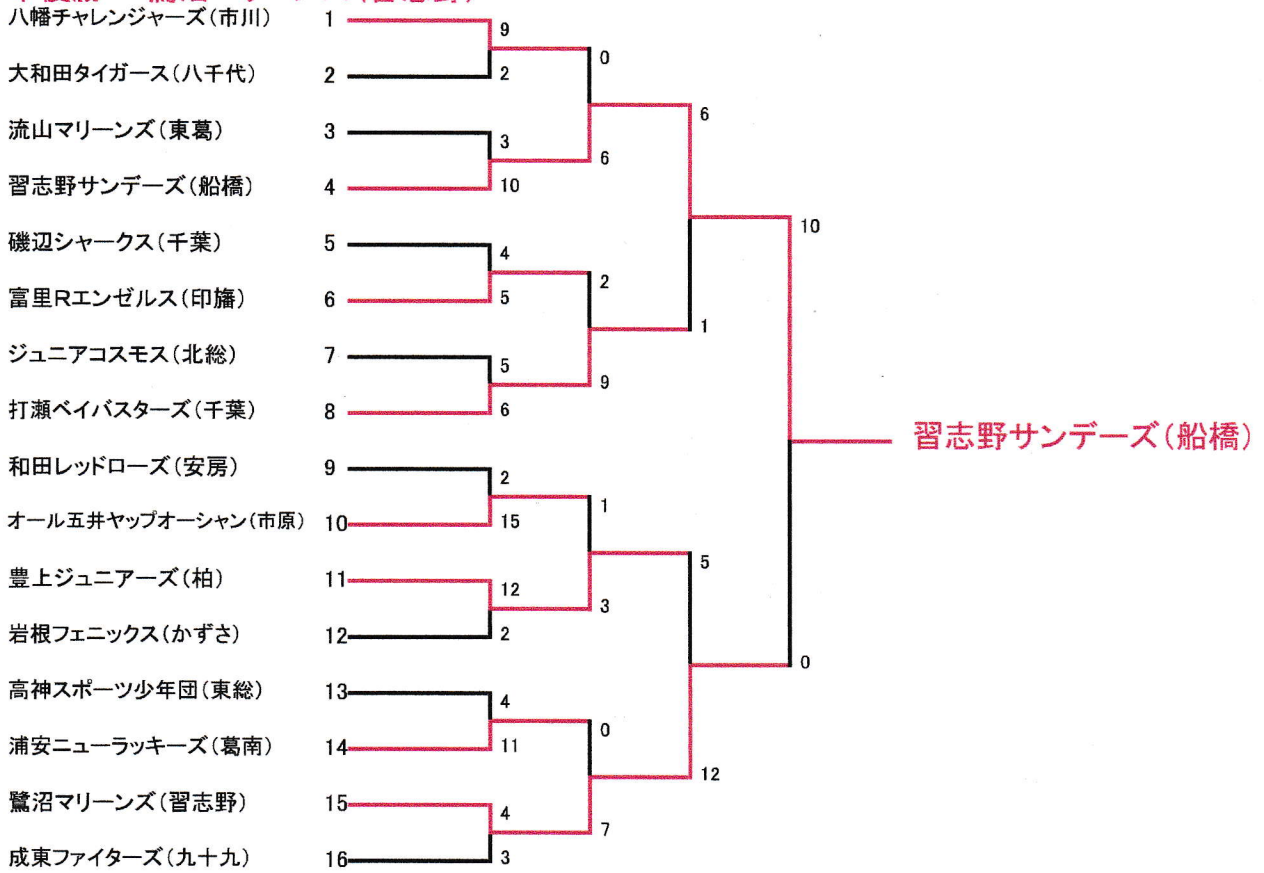 八幡チャレンジャーズ(市川) 1
大和田タイガース(八千代) 2
流山マリーンズ(東葛) 3
習志野サンデーズ(船橋) 4
磯辺シャークス(千葉) 5
富里Rエンゼルス(印旛) 6
ジュニアコスモス(北総) 7
打瀬ベイバスターズ(千葉) 8
和田レッドローズ(安房) 9
オール五井ヤップオーシャン(市原) 10
豊上ジュニアーズ(柏) 11
岩根フェニックス(かずさ) 12
高神スポーツ少年団(東総) 13
浦安ニューラッキーズ(葛南) 14
鷺沼マリーンズ(習志野) 15
成東ファイターズ(九十九) 16
9
2
3
10
4
5
5
6
2
15
12
2
4
11
4
3
0
6
2
9
1
3
0
7
6
1
5
12
10
0
習志野サンデーズ(船橋)